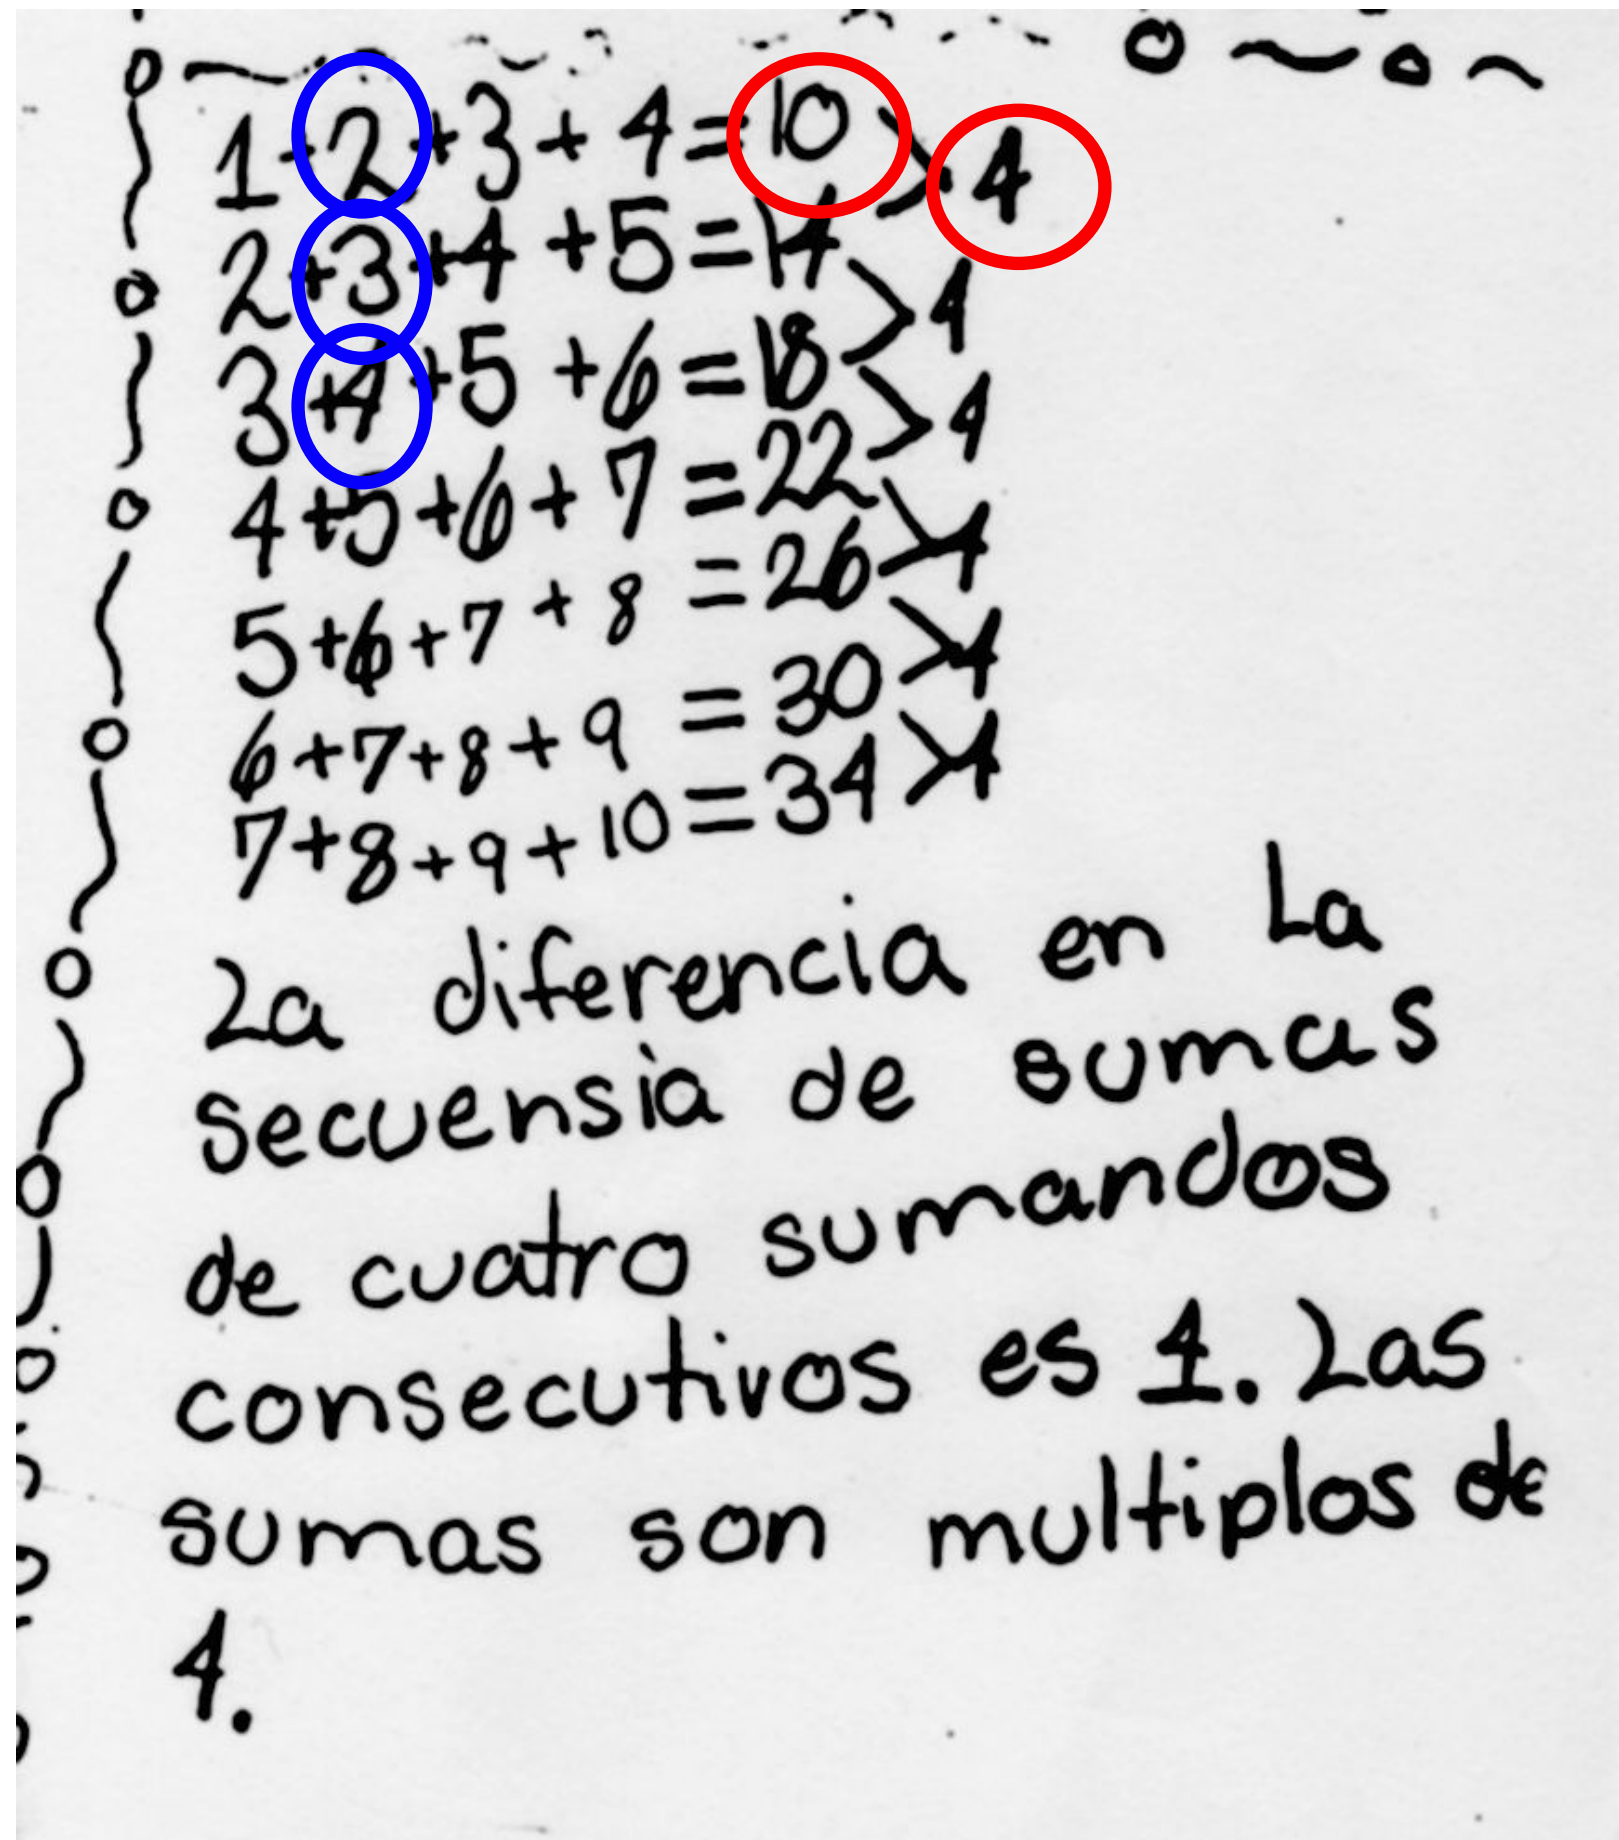 1+2+3+4=10 >4
2+3+4+5=14 >4
3+4+5+6=18 >4
4+5+6+7=22 >4
5+6+7+8=26 >4
6+7+8+9=30 >4
7+8+9+10=34
La diferencia en La
secuensia de sumas
de cuatro sumandos
consecutivos es 4. Las
sumas son multiplos de
4.